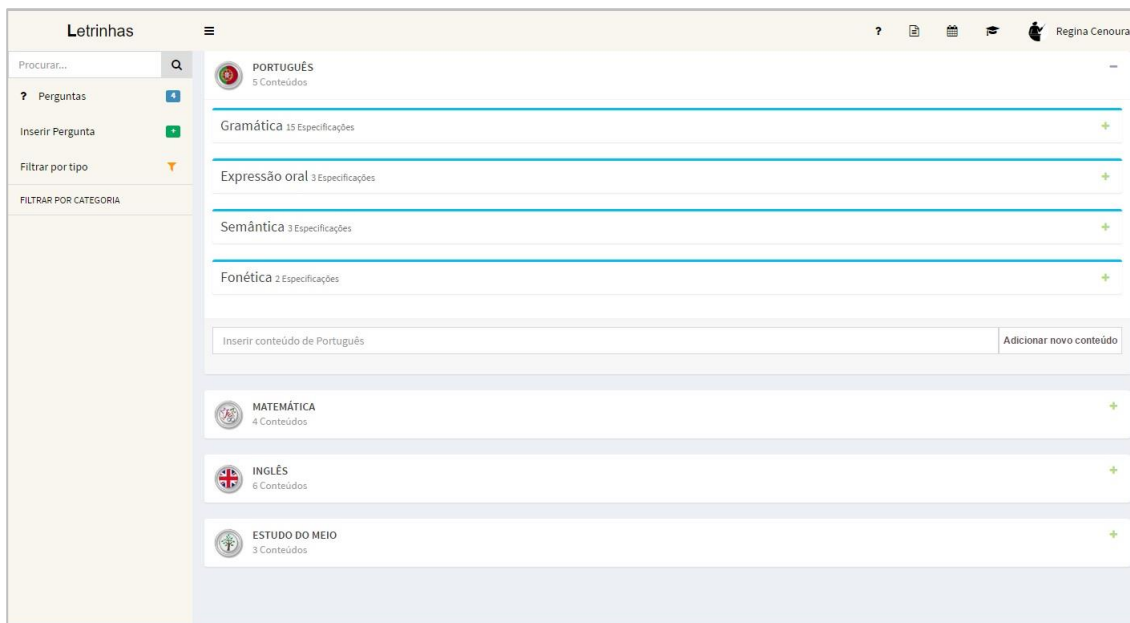 Letrinhas
? Regina Cenoura
Procurar...
? Perguntas 4
Inserir Pergunta +
Filtrar por tipo
FILTRAR POR CATEGORIA
PORTUGUÊS
5 Conteúdos
Gramática 15 Especificações
Expressão oral 3 Especificações
Semântica 3 Especificações
Fonética 2 Especificações
Inserir conteúdo de Português Adicionar novo conteúdo
MATEMÁTICA
4 Conteúdos
INGLÊS
6 Conteúdos
ESTUDO DO MEIO
3 Conteúdos